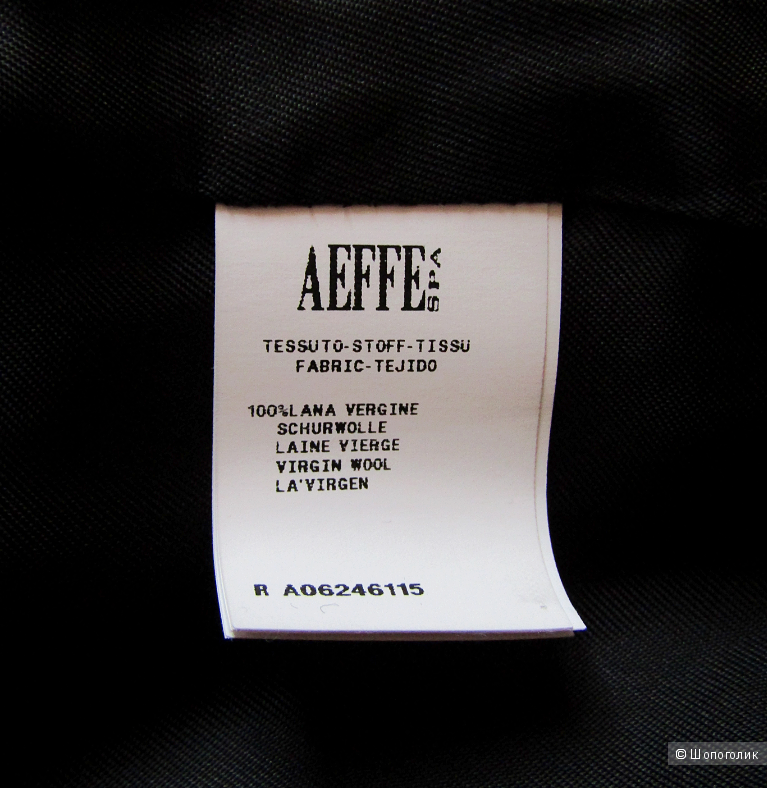 AEFFE SPA
TESSUTO-STOFF-TISSU
FABRIC-TEJIDO
100%LANA VERGINE
SCHURWOLLE
LAINE VIERGE
VIRGIN WOOL
LA'VIRGEN
R A06246115
© Шопоголик